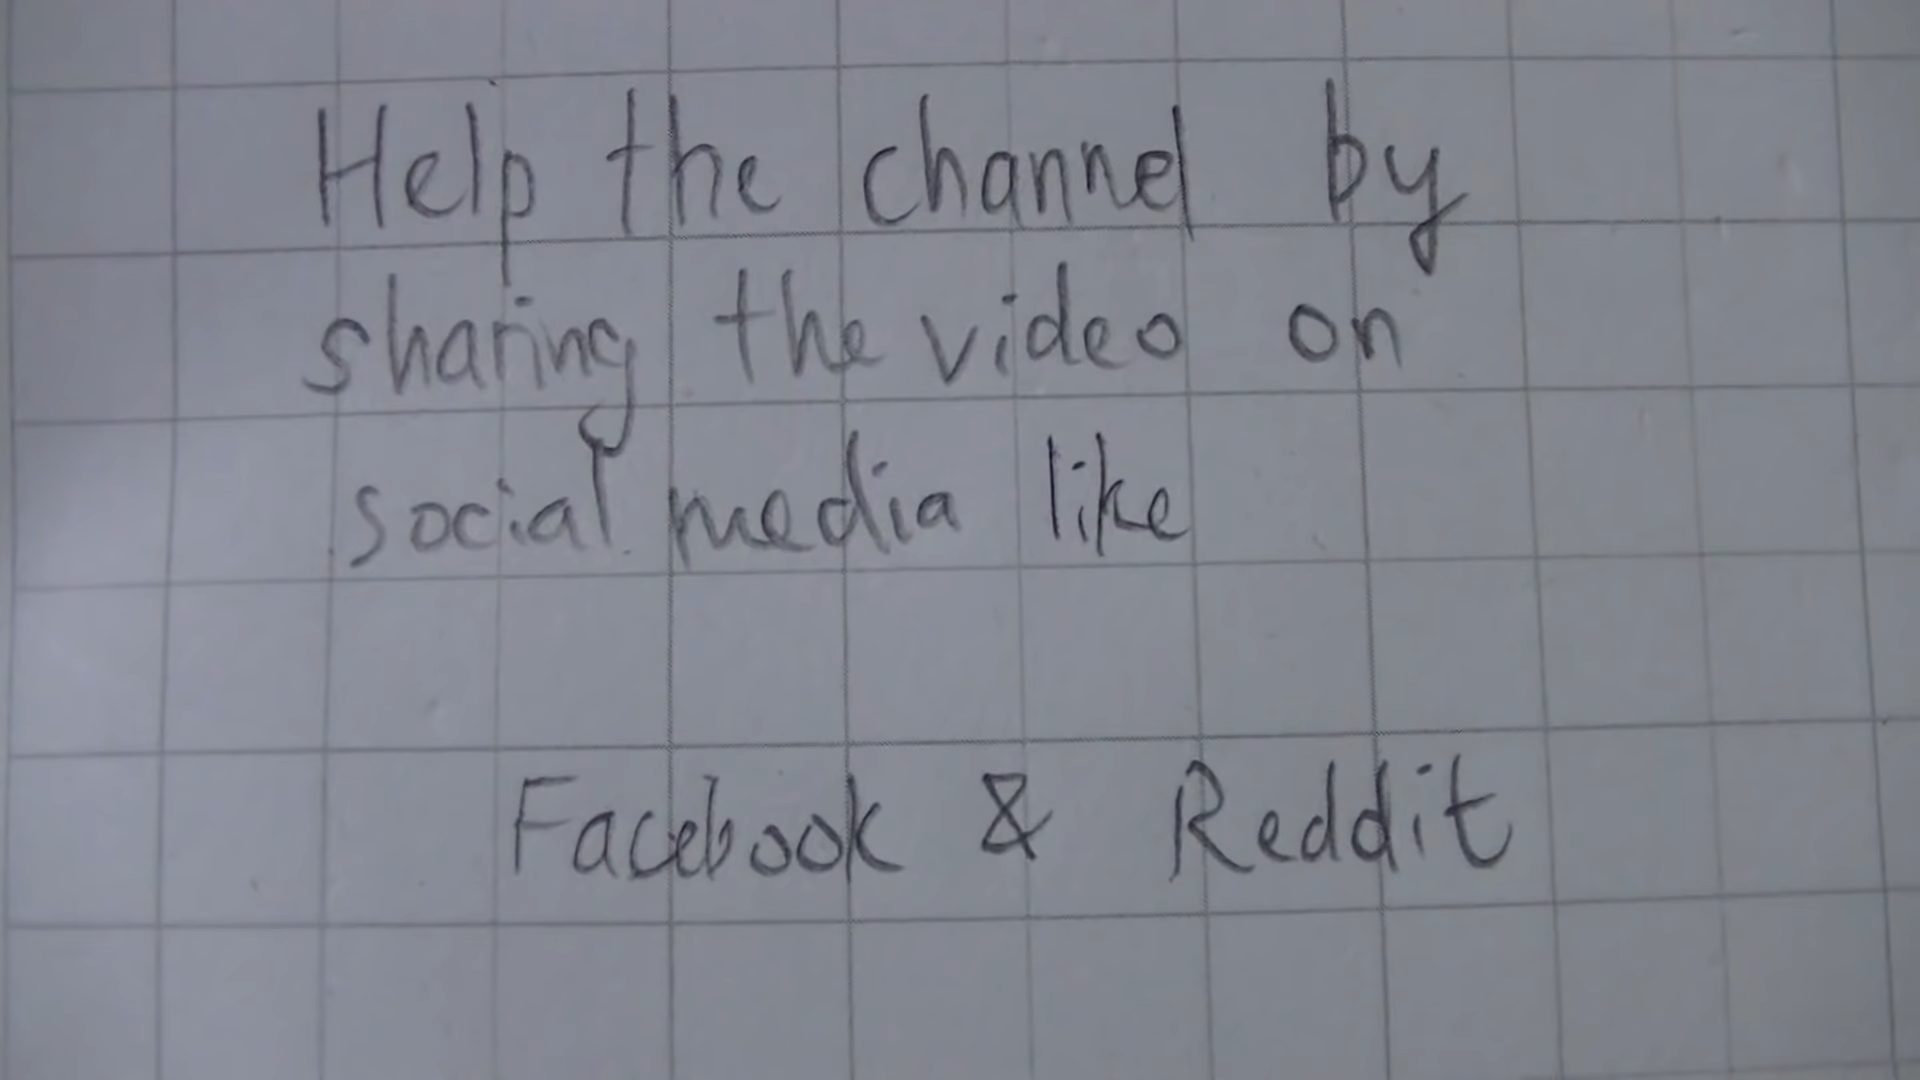 Help the channel by
sharing the video on
social media like
Facebook & Reddit